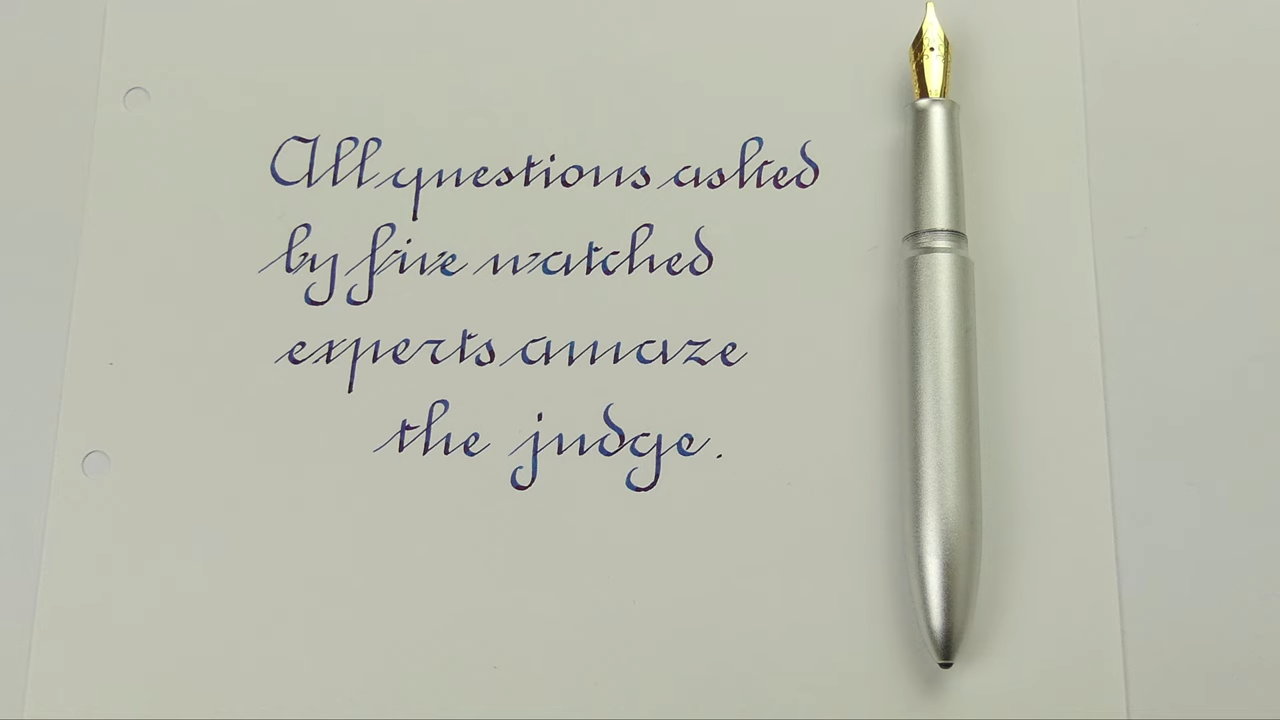 All questions asked
by five watched
experts amaze
the judge.